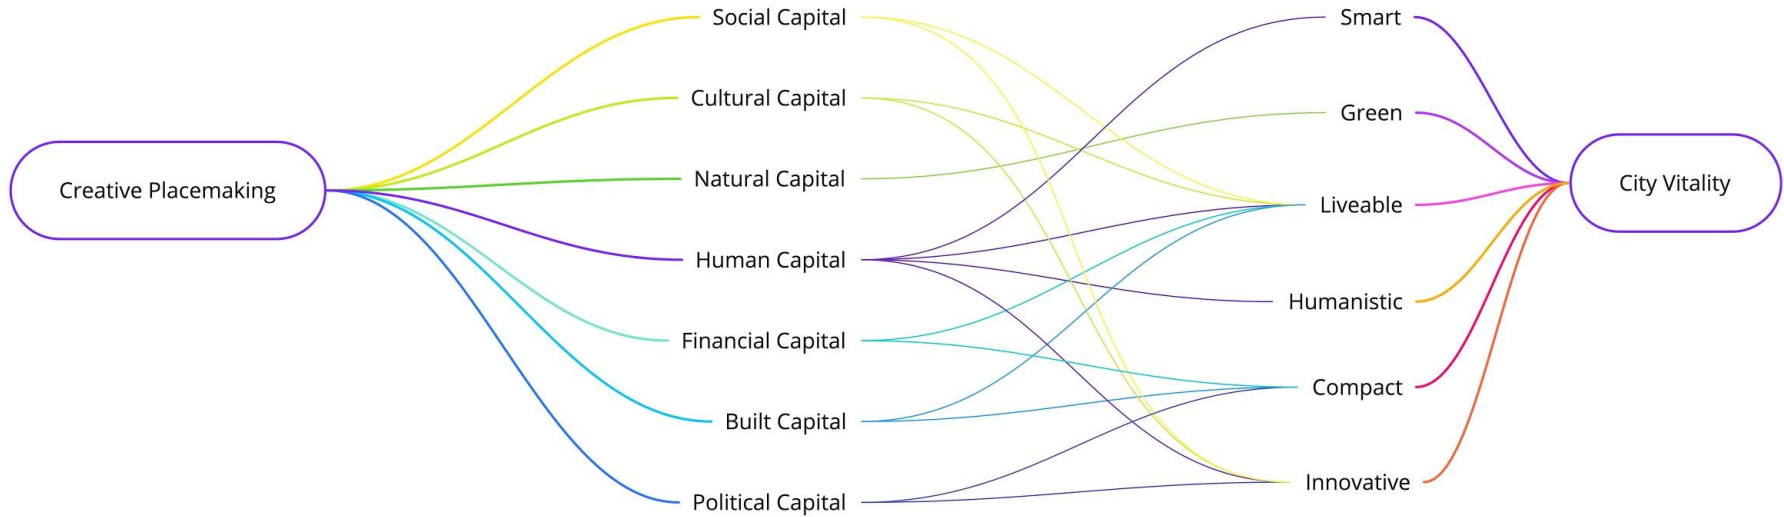 Creative Placemaking
Social Capital
Cultural Capital
Natural Capital
Human Capital
Financial Capital
Built Capital
Political Capital
Smart
Green
Liveable
Humanistic
Compact
Innovative
City Vitality